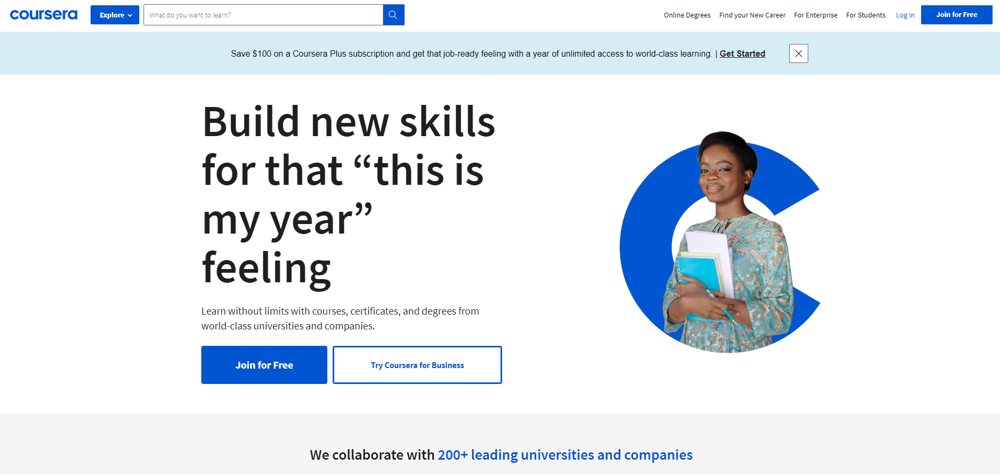 coursera
Explore
What do you want to learn?
Online Degrees
Find your New Career
For Enterprise
For Students
Log In
Join for Free
Save $100 on a Coursera Plus subscription and get that job-ready feeling with a year of unlimited access to world-class learning. | Get Started
Build new skills
for that “this is
my year”
feeling
Learn without limits with courses, certificates, and degrees from
world-class universities and companies.
Join for Free
Try Coursera for Business
We collaborate with 200+ leading universities and companies